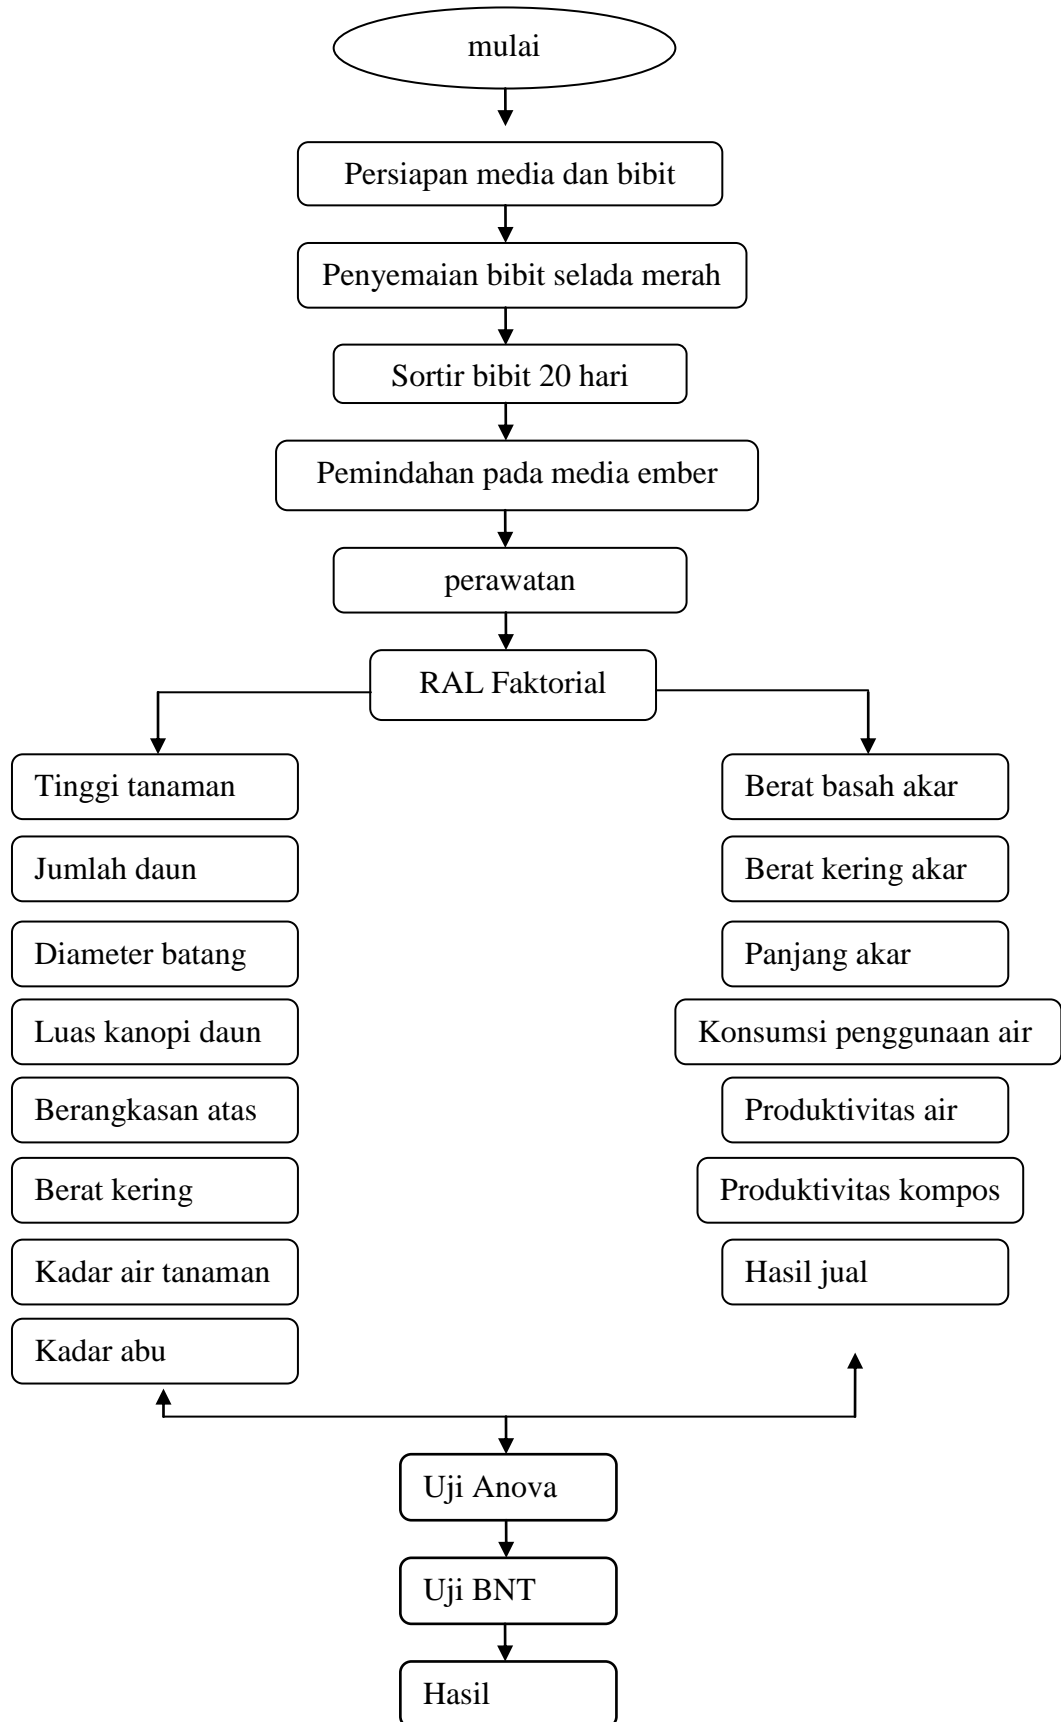 mulai
Persiapan media dan bibit
Penyemaian bibit selada merah
Sortir bibit 20 hari
Pemindahan pada media ember
perawatan
RAL Faktorial
Tinggi tanaman
Jumlah daun
Diameter batang
Luas kanopi daun
Berangkasan atas
Berat kering
Kadar air tanaman
Kadar abu
Berat basah akar
Berat kering akar
Panjang akar
Konsumsi penggunaan air
Produktivitas air
Produktivitas kompos
Hasil jual
Uji Anova
Uji BNT
Hasil